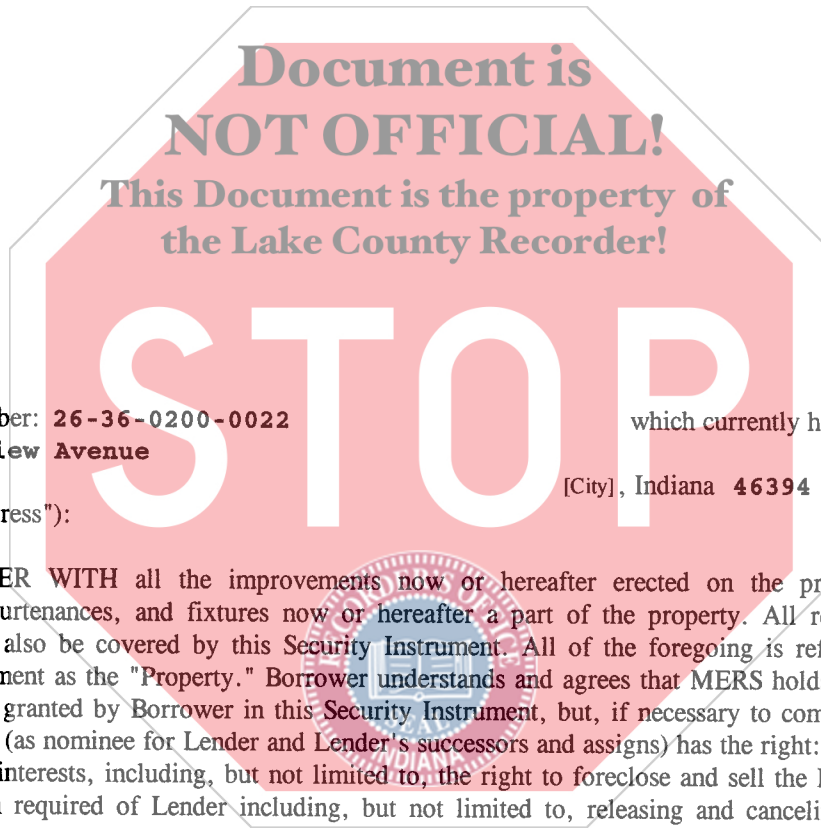 Document is
NOT OFFICIAL!
This Document is the property of
the Lake County Recorder!
STOP
ber: 26-36-0200-0022 which currently h
iew Avenue
[City], Indiana 46394
ress"):
ER WITH all the improvements now or hereafter erected on the pr
urtenances, and fixtures now or hereafter a part of the property. All r
also be covered by this Security Instrument. All of the foregoing is ref
ment as the "Property." Borrower understands and agrees that MERS hold
granted by Borrower in this Security Instrument, but, if necessary to com
(as nominee for Lender and Lender's successors and assigns) has the right:
interests, including, but not limited to, the right to foreclose and sell the
required of Lender including, but not limited to, releasing and canceli
RECORDER'S OFFICE
SEAL
INDIANA